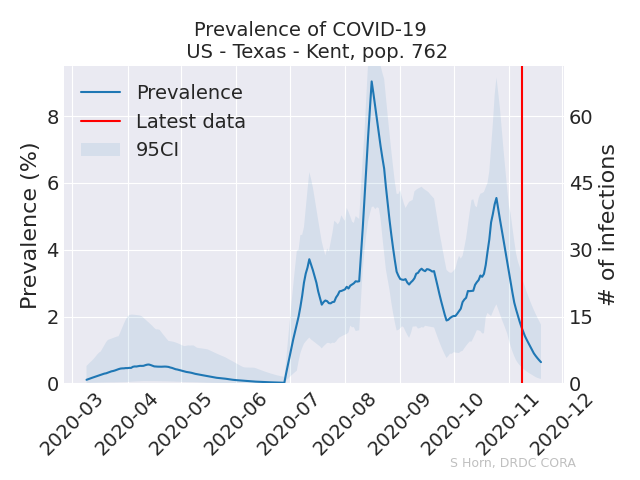 Prevalence of COVID-19
US - Texas - Kent, pop. 762
Prevalence
Latest data
95CI
Prevalence (%)
8
6
4
2
0
# of infections
60
45
30
15
0
2020-03
2020-04
2020-05
2020-06
2020-07
2020-08
2020-09
2020-10
2020-11
2020-12
S Horn, DRDC CORA